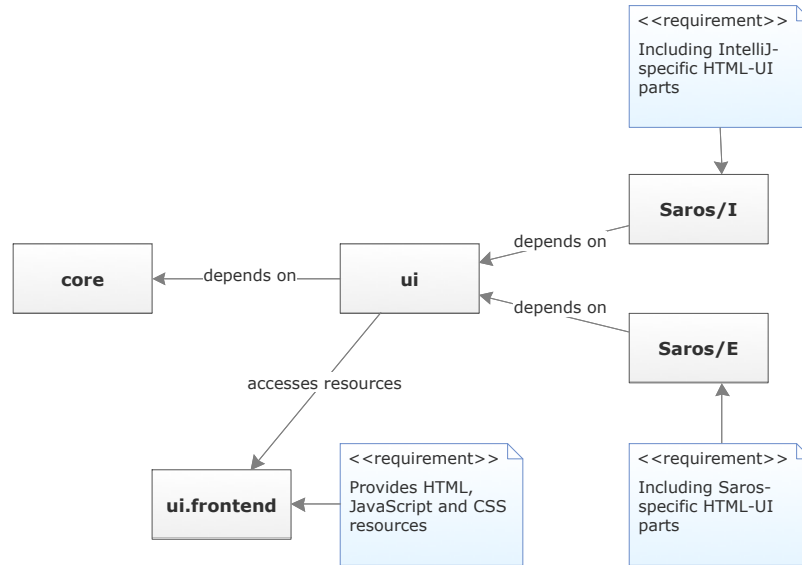 <<requirement>>
Including IntelliJ-
specific HTML-UI
parts
Saros/I
depends on
core
depends on
ui
depends on
Saros/E
accesses resources
<<requirement>>
Provides HTML,
JavaScript and CSS
resources
ui.frontend
<<requirement>>
Including Saros-
specific HTML-UI
parts